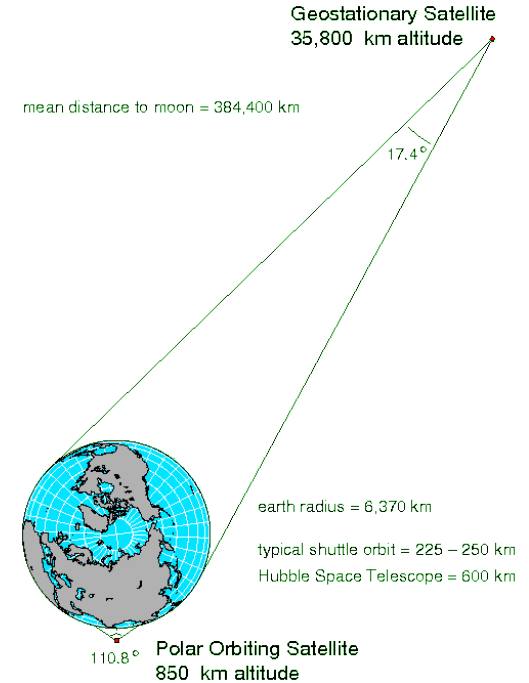 Geostationary Satellite
35,800 km altitude
mean distance to moon = 384,400 km
17.4°
earth radius = 6,370 km
typical shuttle orbit = 225 – 250 km
Hubble Space Telescope = 600 km
110.8°
Polar Orbiting Satellite
850 km altitude